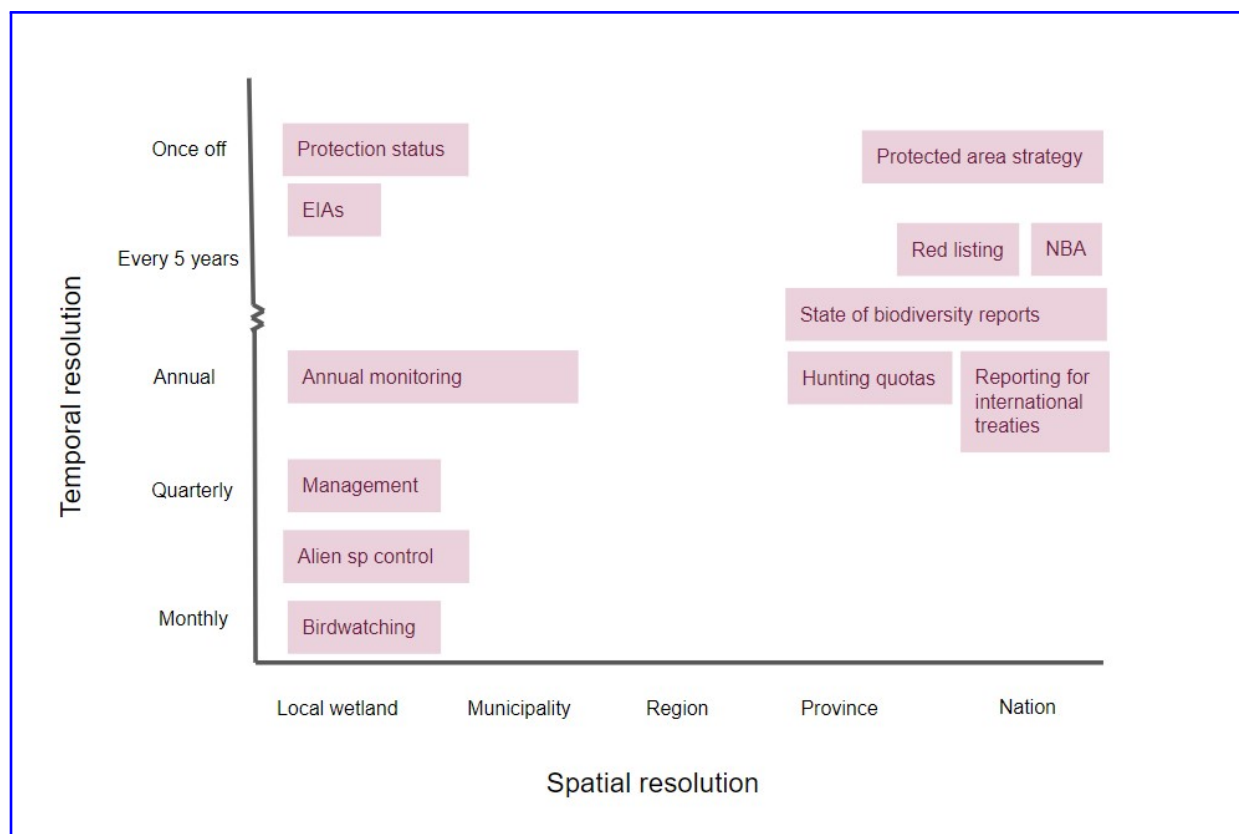 Once off
Protection status
Protected area strategy
EIAs
Every 5 years
Red listing
NBA
State of biodiversity reports
Annual
Annual monitoring
Hunting quotas
Reporting for
international
treaties
Quarterly
Management
Alien sp control
Monthly
Birdwatching
Temporal resolution
Local wetland
Municipality
Region
Province
Nation
Spatial resolution